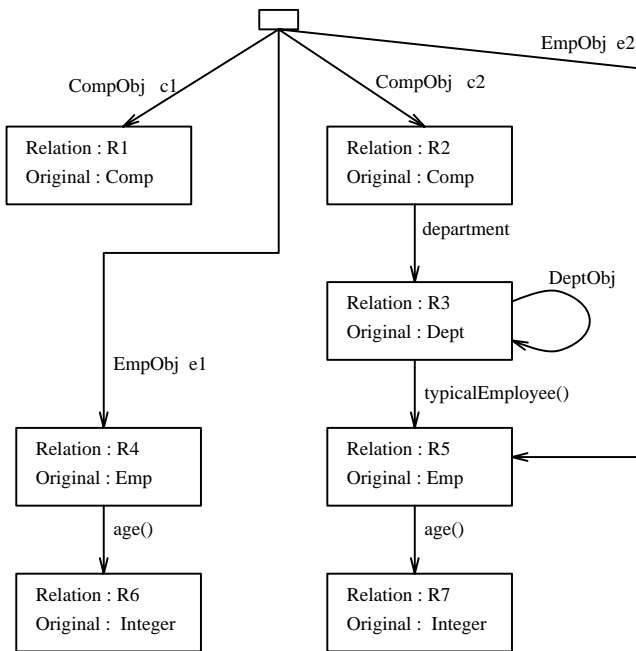 EmpObj e2
CompObj c1
CompObj c2
Relation : R1
Original : Comp
Relation : R2
Original : Comp
department
DeptObj
Relation : R3
Original : Dept
EmpObj e1
typicalEmployee()
Relation : R4
Original : Emp
Relation : R5
Original : Emp
age()
age()
Relation : R6
Original : Integer
Relation : R7
Original : Integer